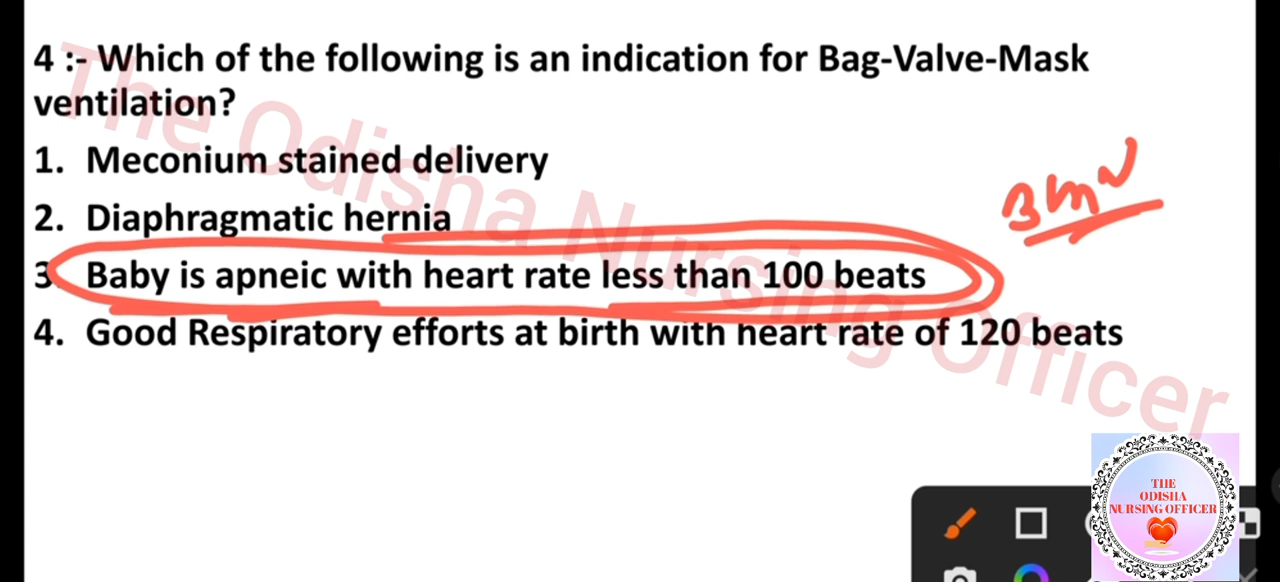 4 :- Which of the following is an indication for Bag-Valve-Mask
ventilation?
1. Meconium stained delivery
2. Diaphragmatic hernia
3. Baby is apneic with heart rate less than 100 beats
4. Good Respiratory efforts at birth with heart rate of 120 beats
BMV
The Odisha Nursing Officer
THE
ODISHA
NURSING OFFICER